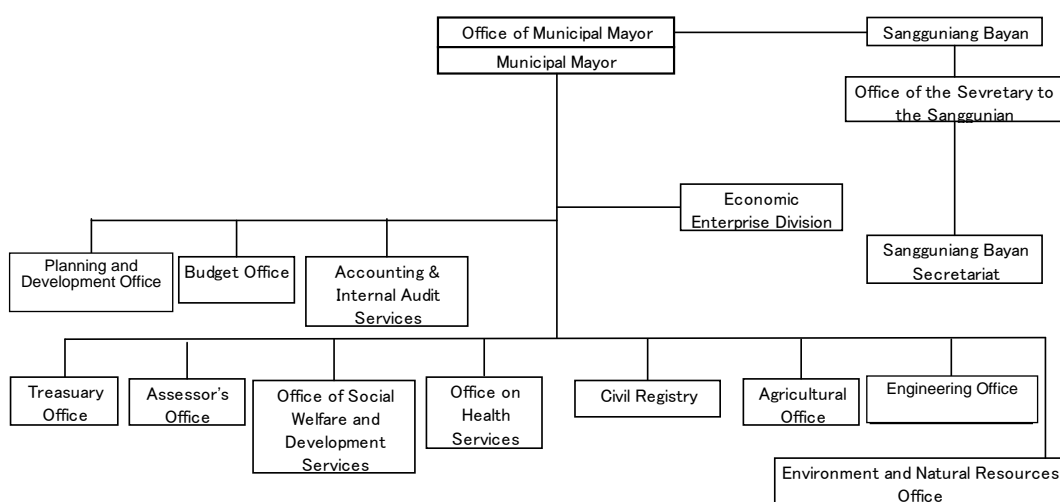 Office of Municipal Mayor
Municipal Mayor
Sangguniang Bayan
Office of the Sevretary to
the Sanggunian
Economic
Enterprise Division
Sangguniang Bayan
Secretariat
Planning and
Development Office
Budget Office
Accounting &
Internal Audit
Services
Treasury
Office
Assessor's
Office
Office of Social
Welfare and
Development
Services
Office on
Health
Services
Civil Registry
Agricultural
Office
Engineering Office
Environment and Natural Resources
Office